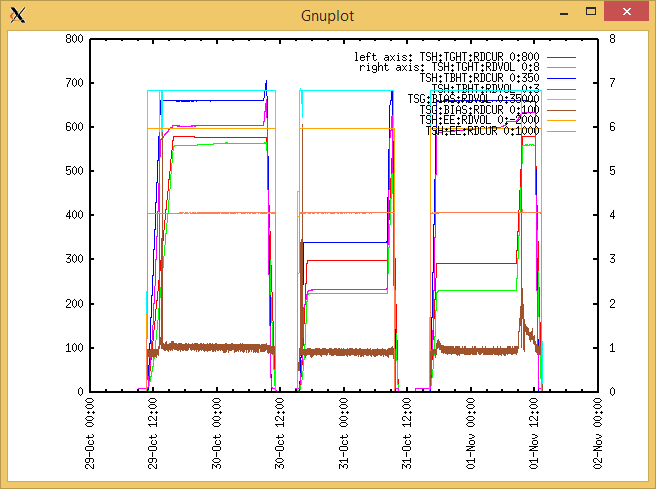 Gnuplot
800
700
600
500
400
300
200
100
0
8
7
6
5
4
3
2
1
0
left axis: TSH:TGHT:RDCUR 0:800
right axis: TSH:TGHT:RDVOL 0:8
TSH:TBHT:RDCUR 0:350
TSH:TBHT:RDVOL 0:3
TSG:BIAS:RDVOL 0:35000
TSG:BIAS:RDCUR 0:100
TSH:EE:RDVOL 0:-2000
TSH:EE:RDCUR 0:1000
29-Oct 00:00
29-Oct 12:00
30-Oct 00:00
30-Oct 12:00
31-Oct 00:00
31-Oct 12:00
01-Nov 00:00
01-Nov 12:00
02-Nov 00:00